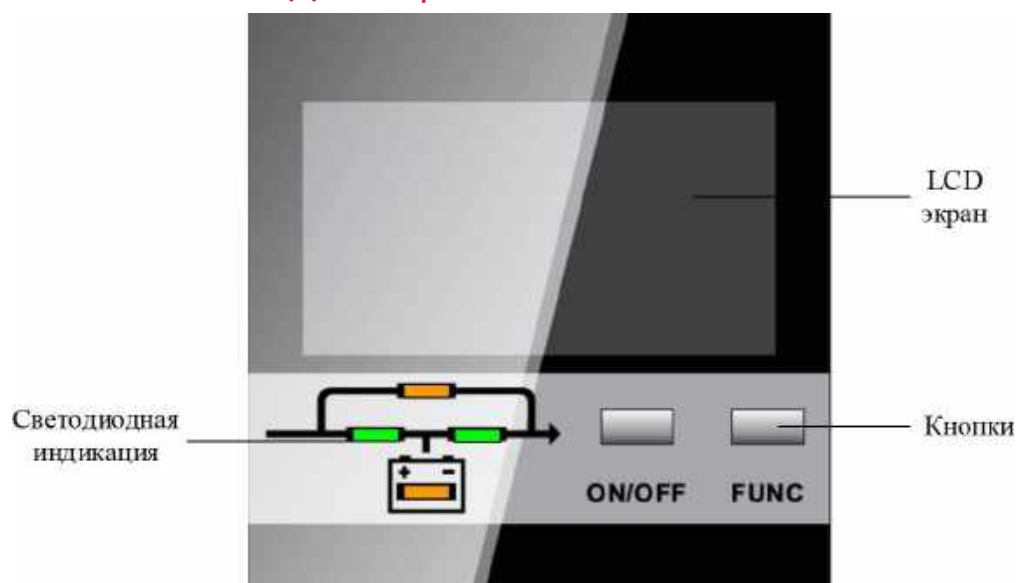 LCD
экран
Светодиодная
индикация
Кнопки
+ -
ON/OFF FUNC